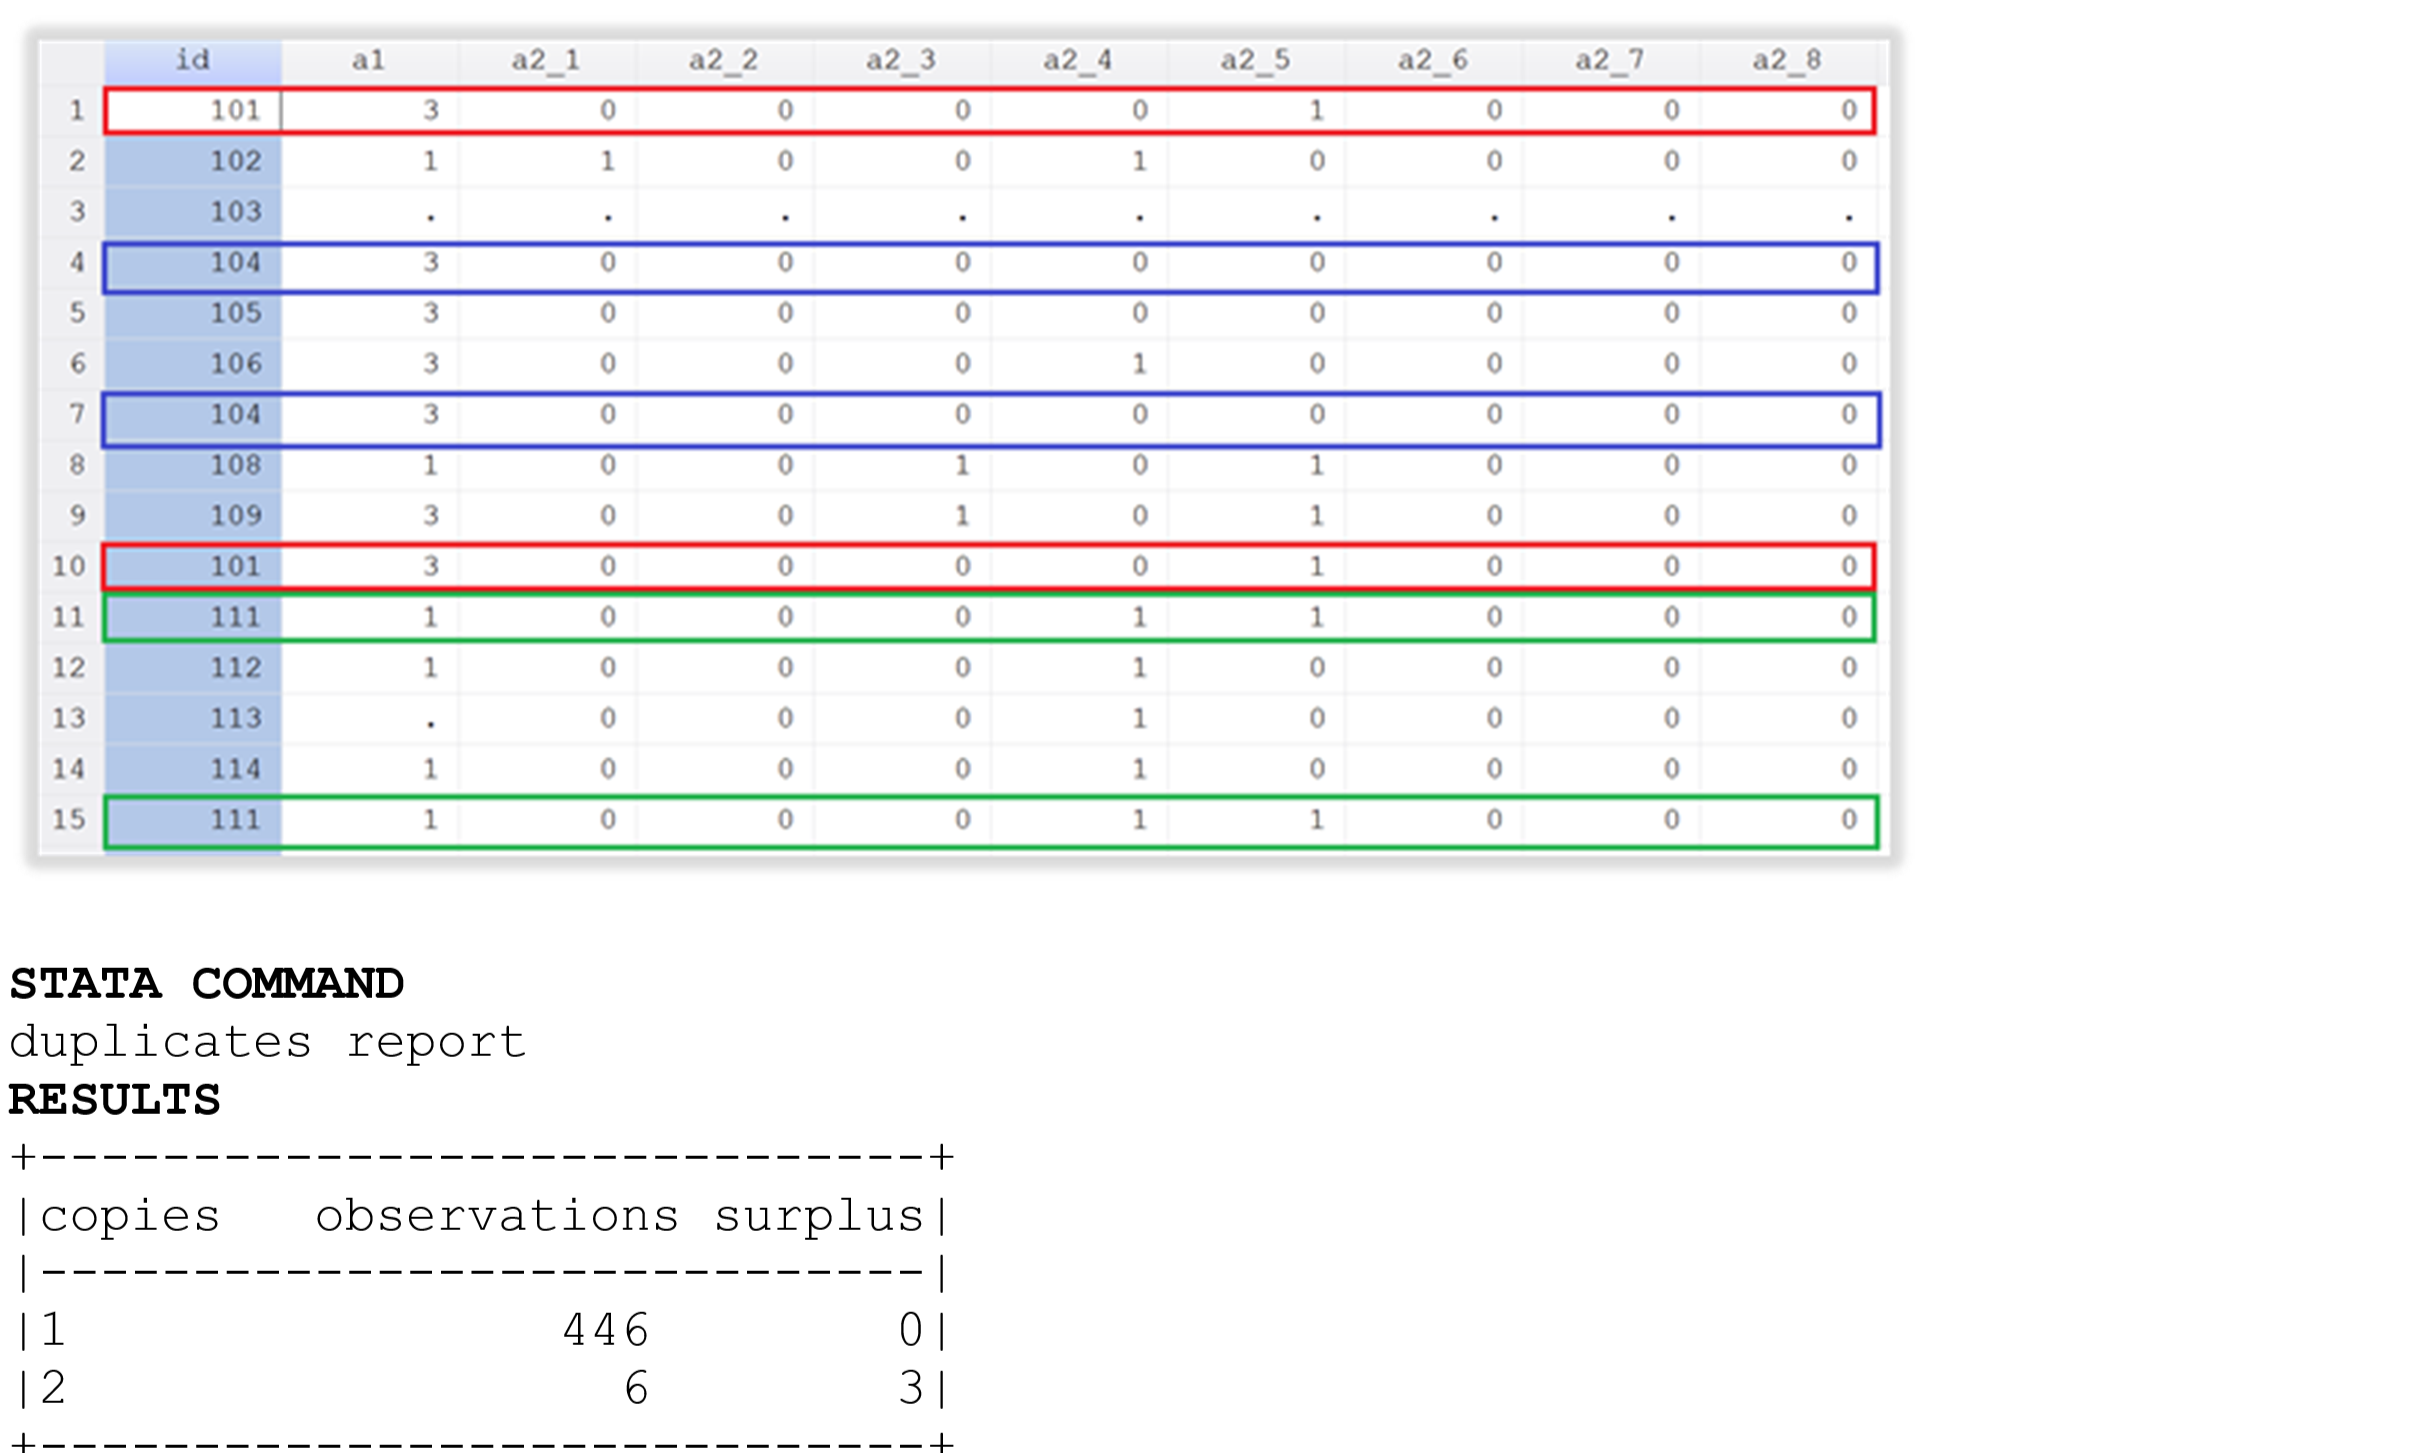 id a1 a2_1 a2_2 a2_3 a2_4 a2_5 a2_6 a2_7 a2_8
1 101 3 0 0 0 0 1 0 0 0
2 102 1 1 0 0 1 0 0 0 0
3 103 . . . . . . . . .
4 104 3 0 0 0 0 0 0 0 0
5 105 3 0 0 0 0 0 0 0 0
6 106 3 0 0 0 1 0 0 0 0
7 104 3 0 0 0 0 0 0 0 0
8 108 1 0 0 1 0 1 0 0 0
9 109 3 0 0 1 0 1 0 0 0
10 101 3 0 0 0 0 1 0 0 0
11 111 1 0 0 0 1 1 0 0 0
12 112 1 0 0 0 1 0 0 0 0
13 113 . 0 0 0 1 0 0 0 0
14 114 1 0 0 0 1 0 0 0 0
15 111 1 0 0 0 1 1 0 0 0
STATA COMMAND
duplicates report
RESULTS
+-----------------------------+
|copies   observations surplus|
|-----------------------------|
|1                 446       0|
|2                   6       3|
+-----------------------------+